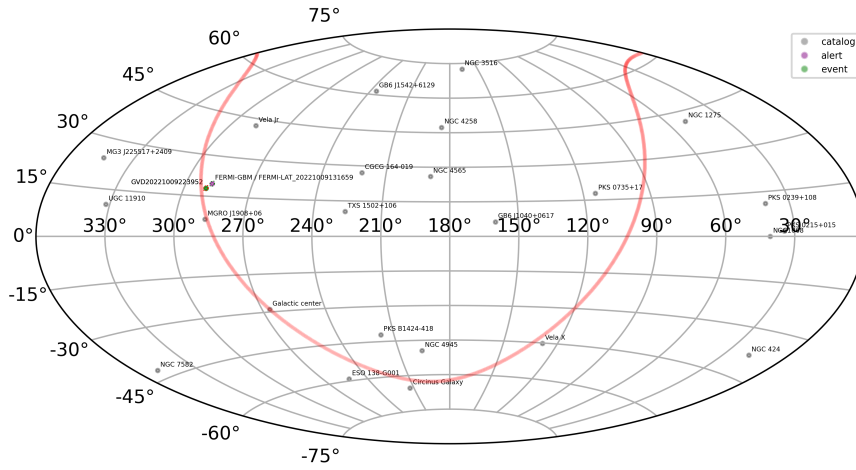 75°
60°
45°
30°
15°
0°
-15°
-30°
-45°
-60°
-75°
330°
300°
270°
240°
210°
180°
150°
120°
90°
60°
30°
catalog
alert
event
NGC 3516
GB6 J1542+6129
Vela Jr
NGC 4258
NGC 1275
MG3 J225517+2409
CGCG 164-019
NGC 4565
GVD20221009223952
FERMI-GBM / FERMI-LAT_20221009131659
PKS 0735+17
UGC 11910
MGRO J1908+06
TXS 1502+106
GB6 J1040+0617
PKS 0239+108
NGC 1068
Galactic center
PKS B1424-418
NGC 4945
Vela X
NGC 424
NGC 7582
ESO 138-G001
Circinus Galaxy